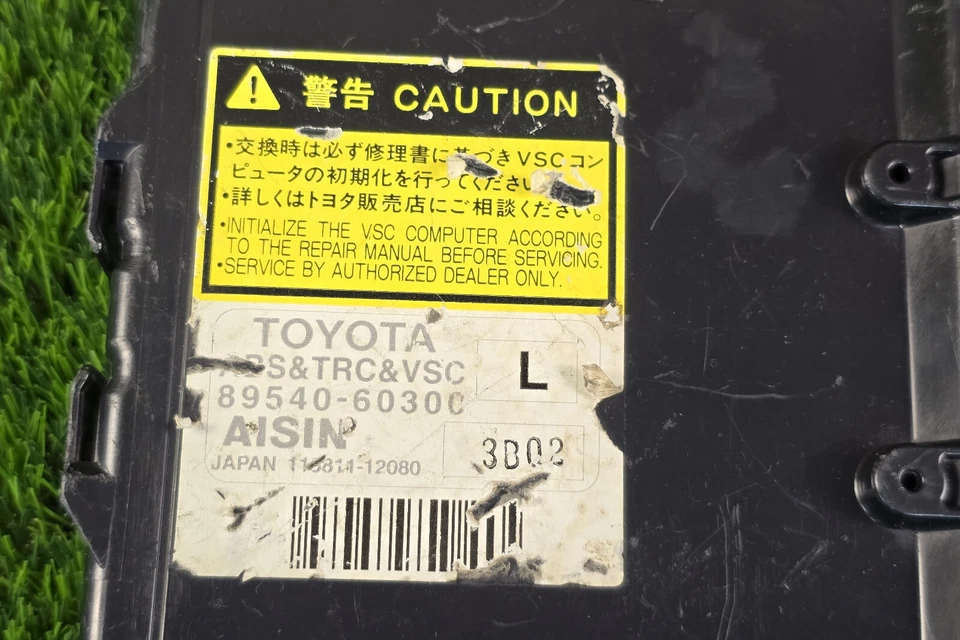 警告 CAUTION
•交換時は必ず修理書に基づきVSCコン
ピュータの初期化を行ってください。
•詳しくはトヨタ販売店にご相談ください。
•INITIALIZE THE VSC COMPUTER ACCORDING
TO THE REPAIR MANUAL BEFORE SERVICING.
•SERVICE BY AUTHORIZED DEALER ONLY.
TOYOTA
ABS&TRC&VSC
L
89540-60300
AISIN
3B02
JAPAN 12080